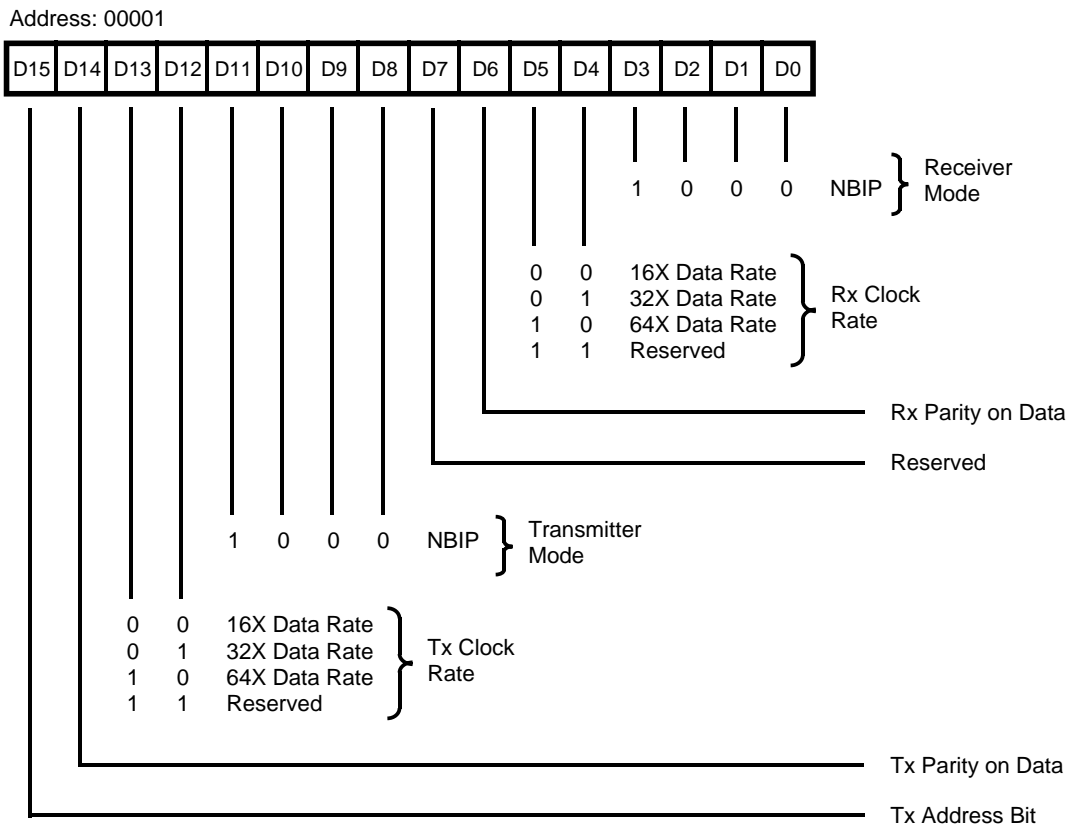 Address: 00001
D15 D14 D13 D12 D11 D10 D9 D8 D7 D6 D5 D4 D3 D2 D1 D0
1 0 0 0 NBIP
Receiver
Mode
0 0 16X Data Rate
0 1 32X Data Rate
1 0 64X Data Rate
1 1 Reserved
Rx Clock
Rate
Rx Parity on Data
Reserved
1 0 0 0 NBIP
Transmitter
Mode
0 0 16X Data Rate
0 1 32X Data Rate
1 0 64X Data Rate
1 1 Reserved
Tx Clock
Rate
Tx Parity on Data
Tx Address Bit